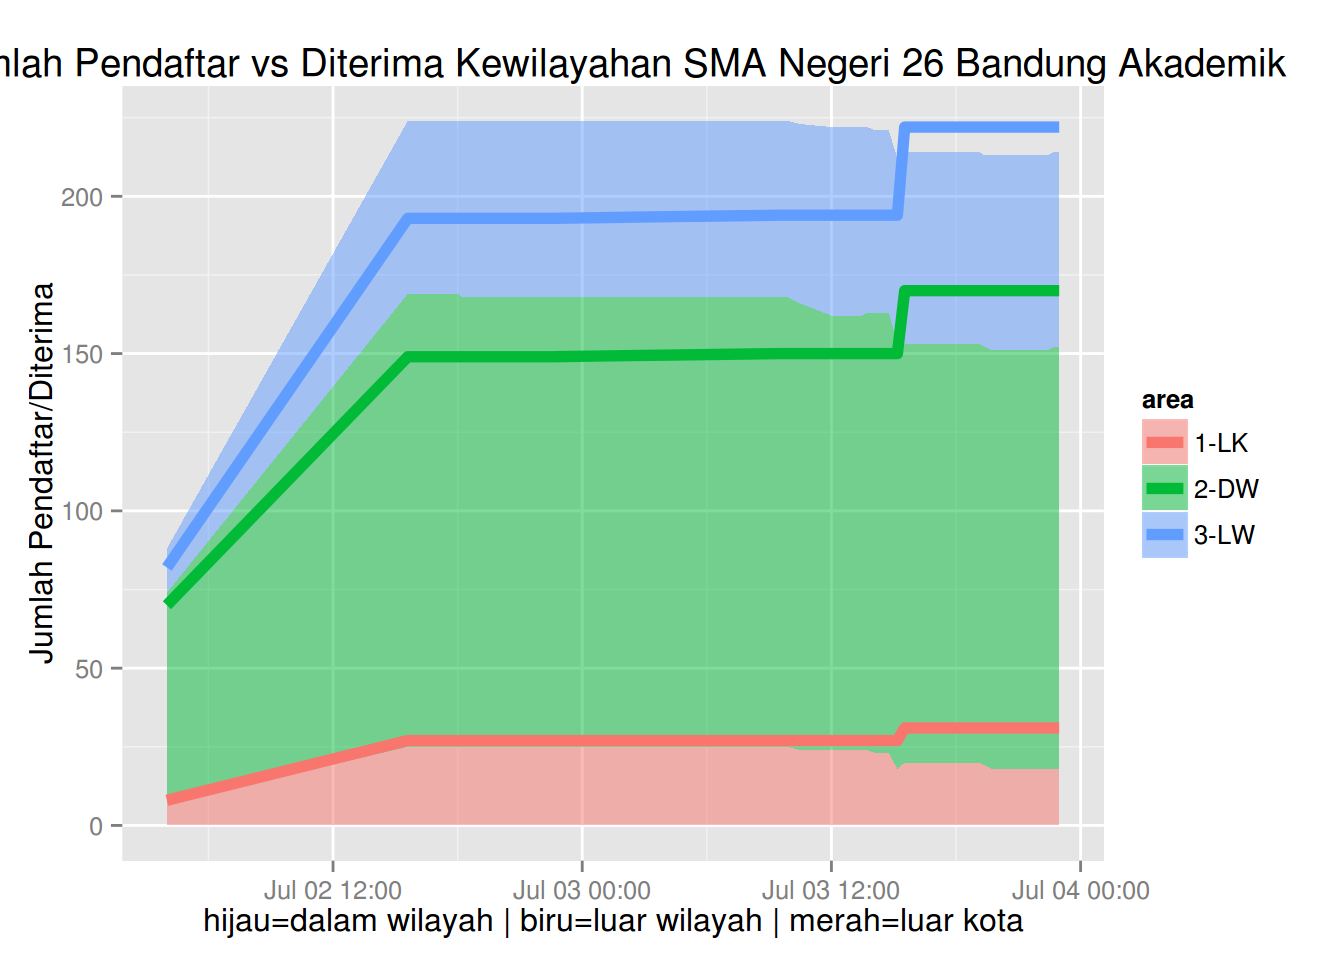 mlah Pendaftar vs Diterima Kewilayahan SMA Negeri 26 Bandung Akademik
Jumlah Pendaftar/Diterima
200
150
100
50
0
Jul 02 12:00 Jul 03 00:00 Jul 03 12:00 Jul 04 00:00
hijau=dalam wilayah | biru=luar wilayah | merah=luar kota
area
1-LK
2-DW
3-LW